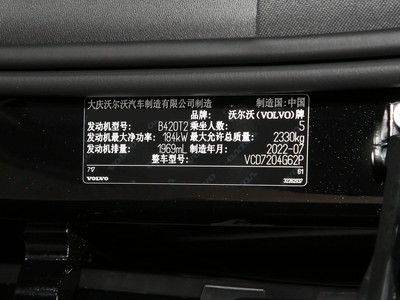 大庆沃尔沃汽车制造有限公司制造 制造国:中国
品牌: 沃尔沃(VOLVO)牌
发动机型号: B420T2 乘坐人数: 5
发动机最大净功率: 184kW 最大允许总质量: 2330kg
发动机排量: 1969mL 制造年月: 2022-07
整车型号: VCD7204G62P
717 61
VOLVO 32262937